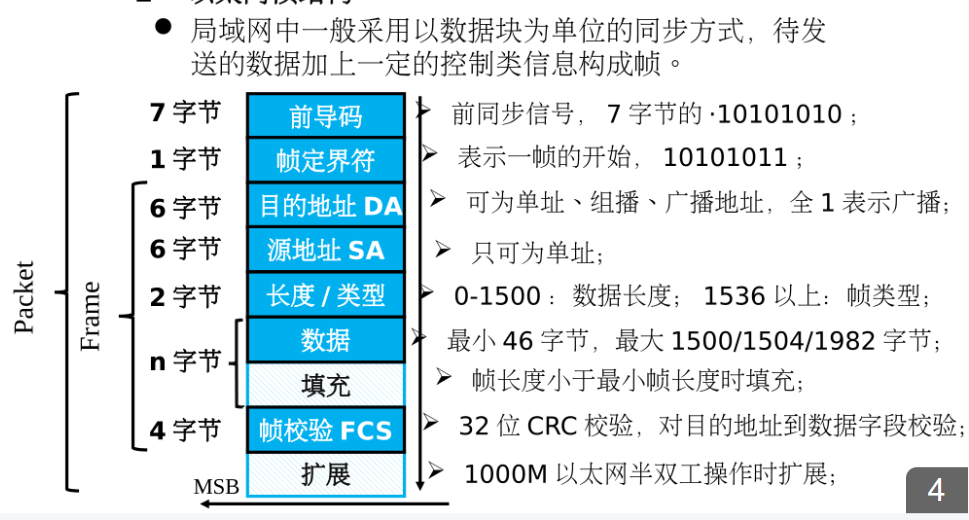 ● 局域网中一般采用以数据块为单位的同步方式，待发
送的数据加上一定的控制类信息构成帧。
7 字节 前导码 ➢ 前同步信号， 7 字节的 ·10101010 ；
1 字节 帧定界符 ➢ 表示一帧的开始， 10101011 ；
6 字节 目的地址 DA ➢ 可为单址、组播、广播地址，全 1 表示广播；
6 字节 源地址 SA ➢ 只可为单址；
2 字节 长度 / 类型 ➢ 0-1500 ：数据长度； 1536 以上：帧类型；
n 字节 数据 ➢ 最小 46 字节，最大 1500/1504/1982 字节；
填充 ➢ 帧长度小于最小帧长度时填充；
4 字节 帧校验 FCS ➢ 32 位 CRC 校验，对目的地址到数据字段校验；
扩展 ➢ 1000M 以太网半双工操作时扩展；
Packet
Frame
MSB
4